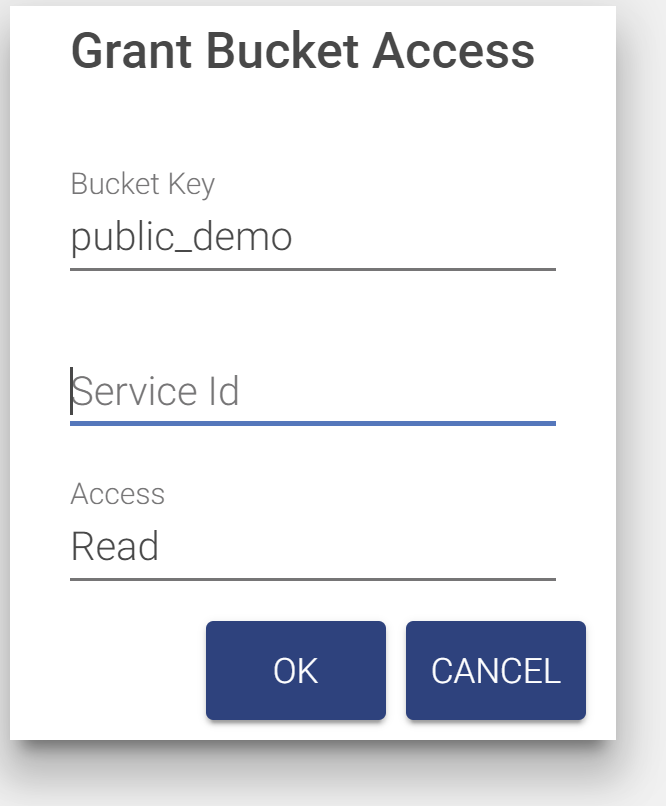 Grant Bucket Access
Bucket Key
public_demo
Service Id
Access
Read
OK
CANCEL